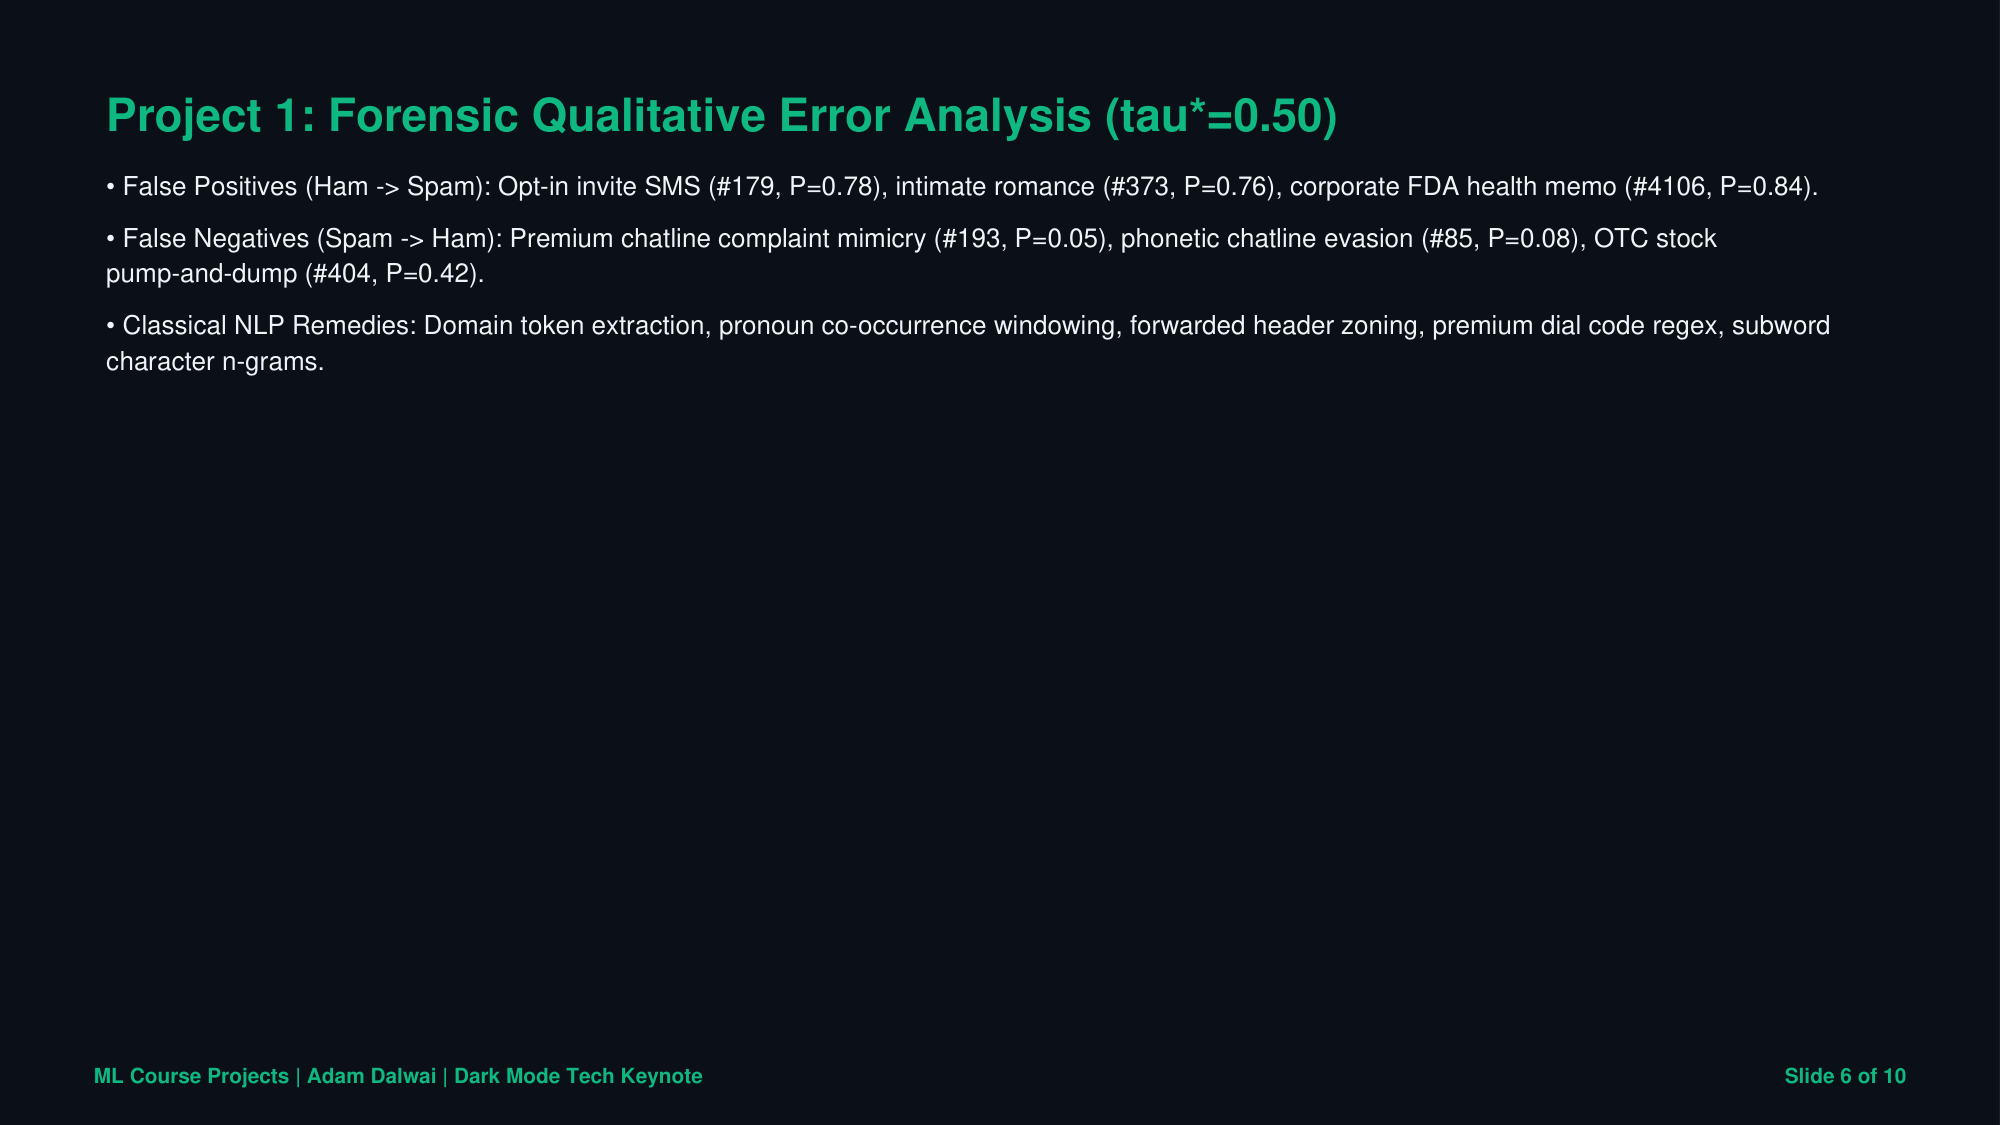 Project 1: Forensic Qualitative Error Analysis (tau*=0.50)
• False Positives (Ham -> Spam): Opt-in invite SMS (#179, P=0.78), intimate romance (#373, P=0.76), corporate FDA health memo (#4106, P=0.84).
• False Negatives (Spam -> Ham): Premium chatline complaint mimicry (#193, P=0.05), phonetic chatline evasion (#85, P=0.08), OTC stock
pump-and-dump (#404, P=0.42).
• Classical NLP Remedies: Domain token extraction, pronoun co-occurrence windowing, forwarded header zoning, premium dial code regex, subword
character n-grams.
ML Course Projects | Adam Dalwai | Dark Mode Tech Keynote
Slide 6 of 10